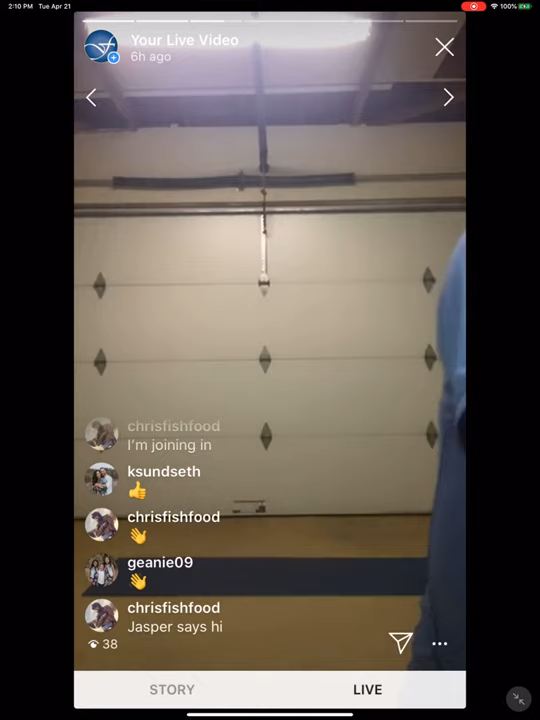 2:10 PM Tue Apr 21
100%
Your Live Video
6h ago
chrisfishfood
I'm joining in
ksundseth
👍
chrisfishfood
👋
geanie09
👋
chrisfishfood
Jasper says hi
38
STORY
LIVE